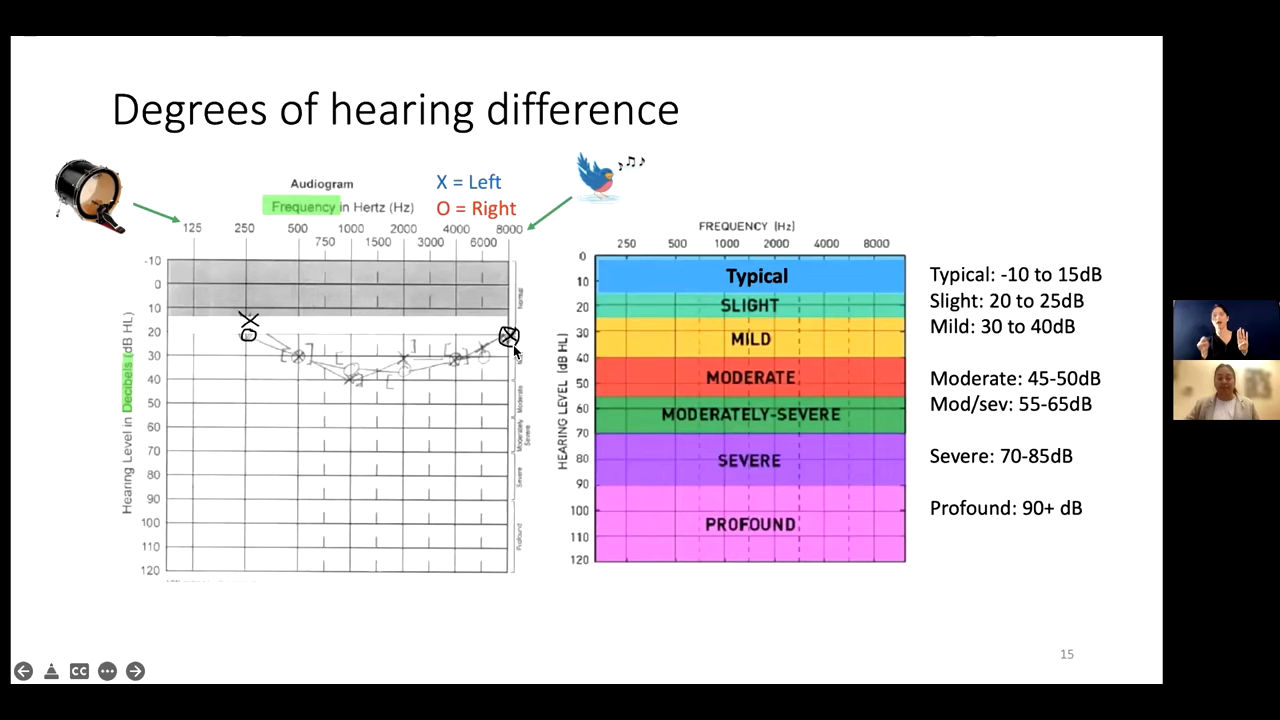 Degrees of hearing difference
Audiogram
X = Left
Frequency in Hertz (Hz)
O = Right
125 250 500 1000 2000 4000 8000
750 1500 3000 6000
Hearing Level in Decibels (dB HL)
-10
0
10
20
30
40
50
60
70
80
90
100
110
120
Normal
Moderate
Moderately Severe
Severe
Profound
FREQUENCY (Hz)
250 500 1000 2000 4000 8000
HEARING LEVEL (dB HL)
0
10
20
30
40
50
60
70
80
90
100
110
120
Typical
SLIGHT
MILD
MODERATE
MODERATELY-SEVERE
SEVERE
PROFOUND
Typical: -10 to 15dB
Slight: 20 to 25dB
Mild: 30 to 40dB
Moderate: 45-50dB
Mod/sev: 55-65dB
Severe: 70-85dB
Profound: 90+ dB
15
CC